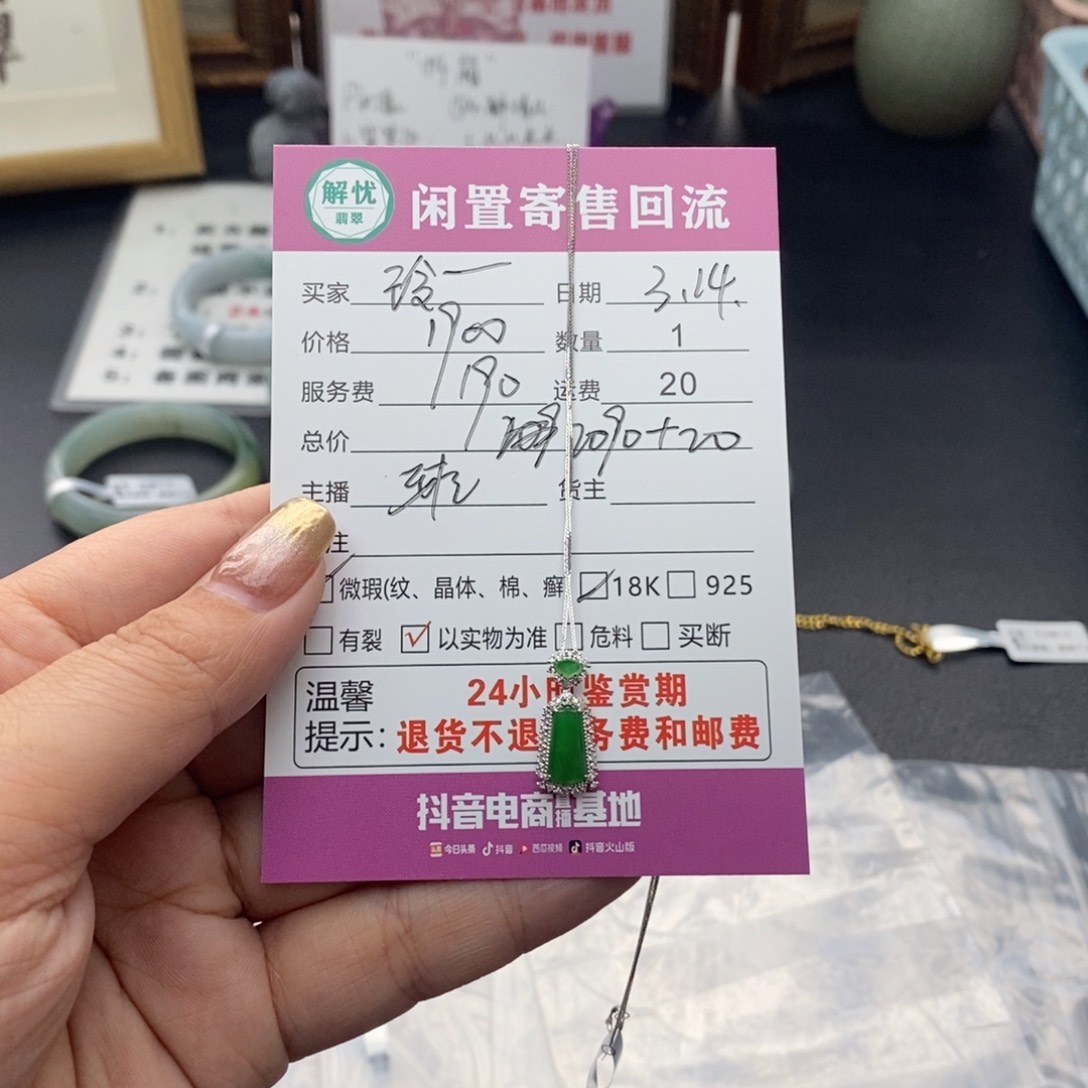 解忧
翡翠
闲置寄售回流
买家 玲一 日期 3.14.
价格 1900 数量 1
服务费 190 运费 20
总价 2090+20
主播 货主
注
微瑕(纹、晶体、棉、癣 18K 925
有裂 以实物为准 危料 买断
温馨 24小时鉴赏期
提示: 退货不退务费和邮费
抖音电商直播基地
今日头条 抖音 西瓜视频 抖音火山版
24